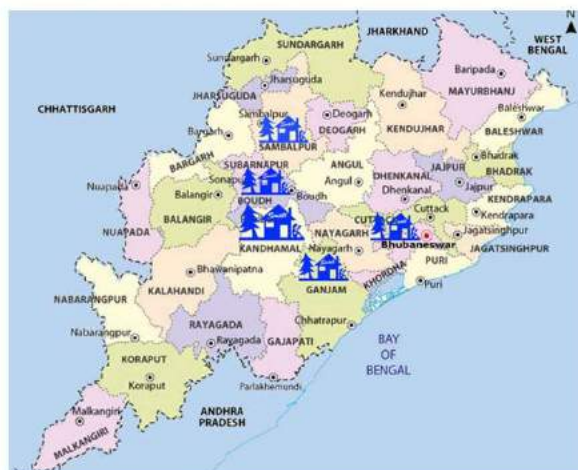 JHARKHAND
WEST
BENGAL
N
SUNDARGARH
Sundargarh
Jharsuguda
JHARSUGUDA
Baripada
MAYURBHANJ
CHHATTISGARH
Kendujhar
KENDUJHAR
Baleshwar
BALESHWAR
Sambalpur
SAMBALPUR
Deogarh
DEOGARH
Bargarh
BARGARH
SUBARNAPUR
Sonapur
ANGUL
Angul
DHENKANAL
Dhenkanal
JAJPUR
Jajpur
Bhadrak
BHADRAK
Nuapada
NUAPADA
Balangir
BALANGIR
BOUDH
Boudh
Cuttack
KENDRAPARA
Kendrapara
KANDHAMAL
NAYAGARH
Nayagarh
Bhubaneswar
Jagatsinghpur
JAGATSINGHPUR
PURI
Puri
KHORDHA
Bhawanipatna
KALAHANDI
GANJAM
Chhatrapur
NABARANGPUR
Nabarangpur
RAYAGADA
Rayagada
GAJAPATI
Parlakhemundi
BAY
OF
BENGAL
KORAPUT
Koraput
Malkangiri
MALKANGIRI
ANDHRA
PRADESH